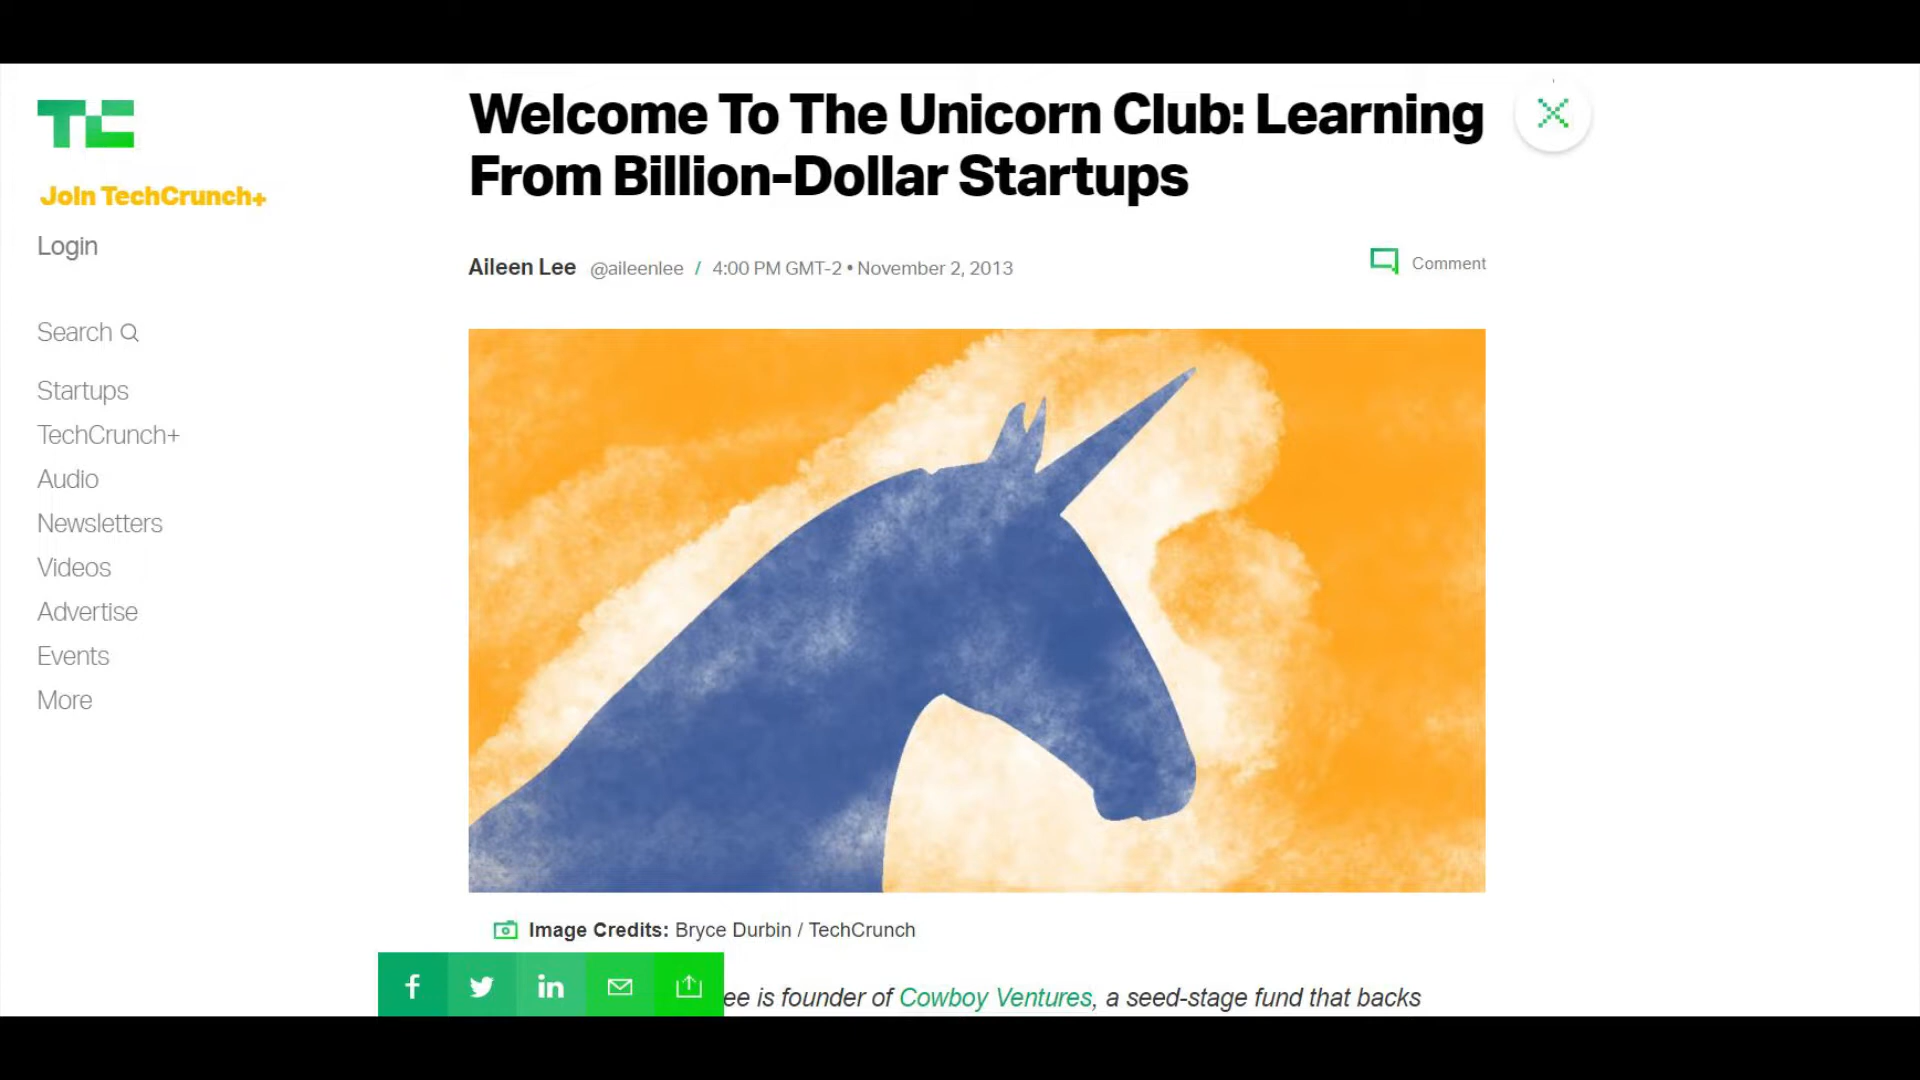 TC
Join TechCrunch+
Login
Search
Startups
TechCrunch+
Audio
Newsletters
Videos
Advertise
Events
More
Welcome To The Unicorn Club: Learning
From Billion-Dollar Startups
Aileen Lee @aileenlee / 4:00 PM GMT-2 • November 2, 2013
Comment
Image Credits: Bryce Durbin / TechCrunch
ee is founder of Cowboy Ventures, a seed-stage fund that backs